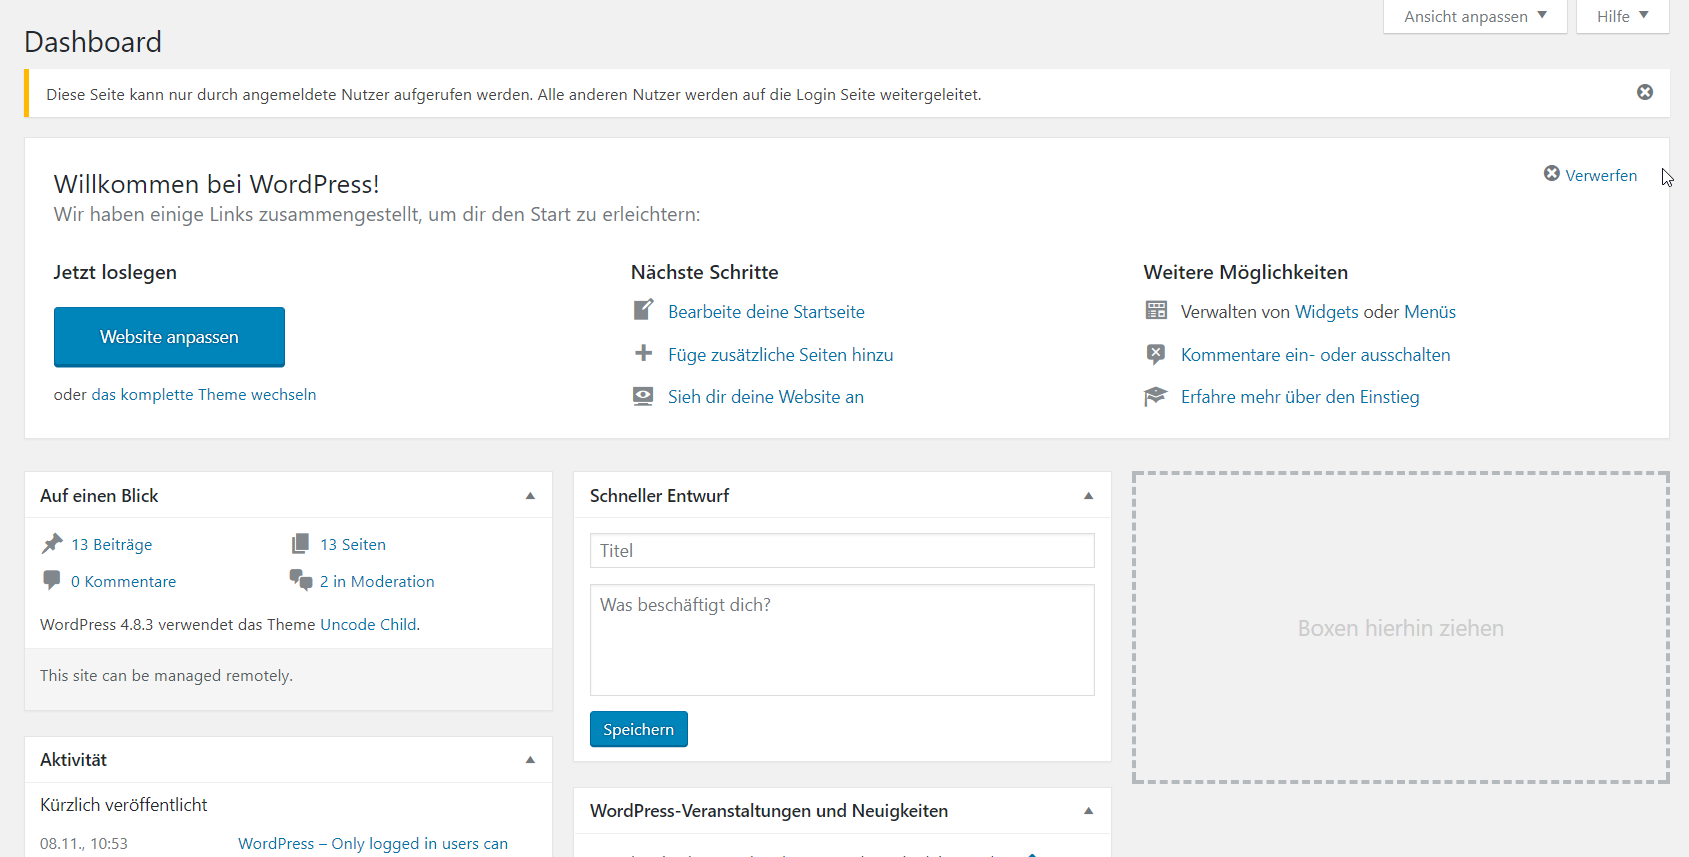 Ansicht anpassen
Hilfe
Dashboard
Diese Seite kann nur durch angemeldete Nutzer aufgerufen werden. Alle anderen Nutzer werden auf die Login Seite weitergeleitet.
Willkommen bei WordPress!
Verwerfen
Wir haben einige Links zusammengestellt, um dir den Start zu erleichtern:
Jetzt loslegen
Website anpassen
oder das komplette Theme wechseln
Nächste Schritte
Bearbeite deine Startseite
Füge zusätzliche Seiten hinzu
Sieh dir deine Website an
Weitere Möglichkeiten
Verwalten von Widgets oder Menüs
Kommentare ein- oder ausschalten
Erfahre mehr über den Einstieg
Auf einen Blick
13 Beiträge
13 Seiten
0 Kommentare
2 in Moderation
WordPress 4.8.3 verwendet das Theme Uncode Child.
This site can be managed remotely.
Aktivität
Kürzlich veröffentlicht
08.11., 10:53
WordPress – Only logged in users can
Schneller Entwurf
Titel
Was beschäftigt dich?
Speichern
WordPress-Veranstaltungen und Neuigkeiten
Boxen hierhin ziehen